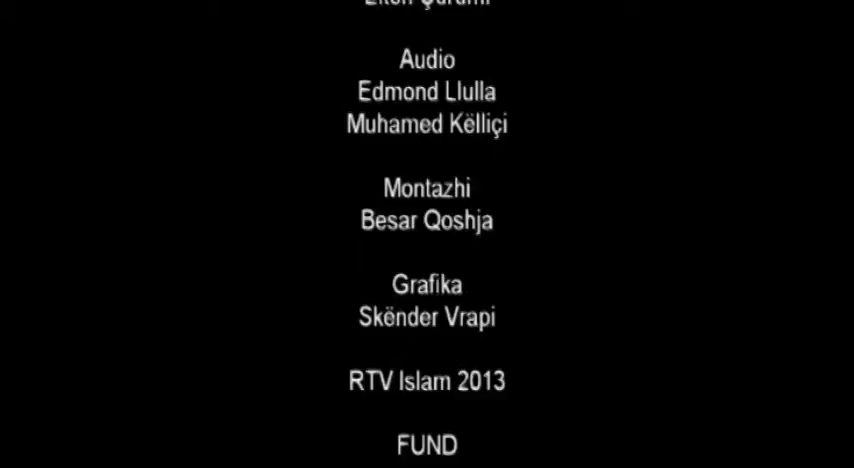 Audio
Edmond Llulla
Muhamed Këlliçi
Montazhi
Besar Qoshja
Grafika
Skënder Vrapi
RTV Islam 2013
FUND